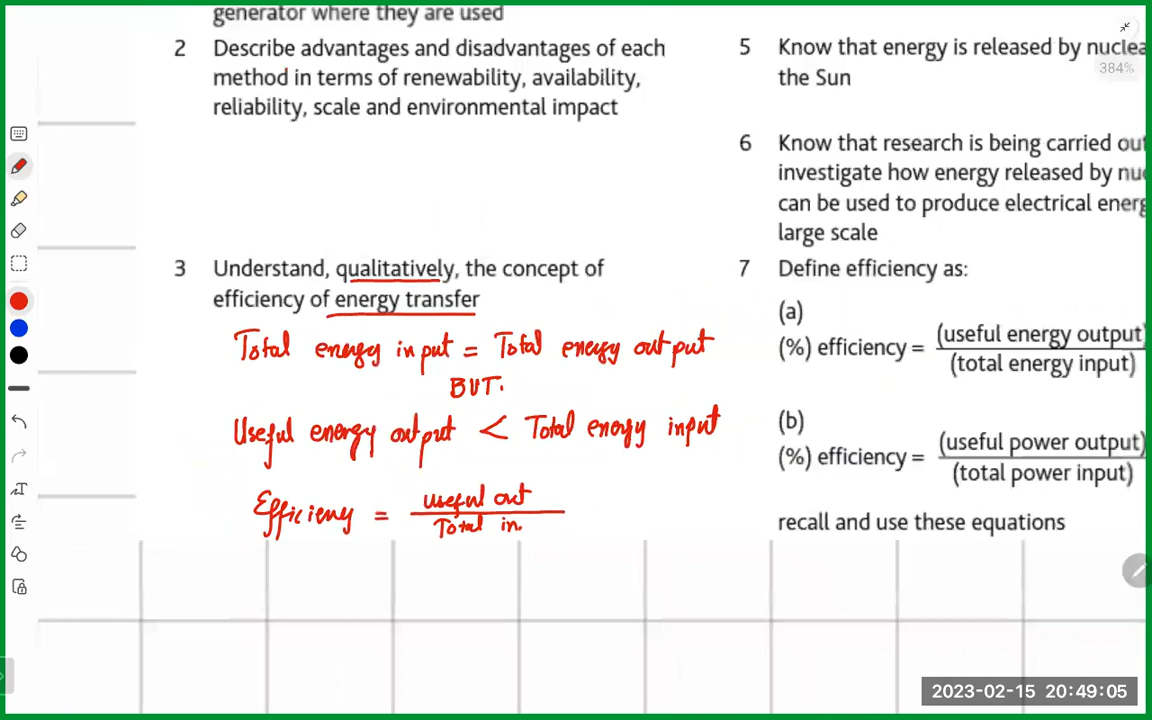 generator where they are used
2 Describe advantages and disadvantages of each
method in terms of renewability, availability,
reliability, scale and environmental impact
3 Understand, qualitatively, the concept of
efficiency of energy transfer
Total energy input = Total energy output
BUT.
Useful energy output < Total energy input
Efficieny = useful out
Total in.
5 Know that energy is released by nuclea
the Sun
6 Know that research is being carried out
investigate how energy released by nuc
can be used to produce electrical energ
large scale
7 Define efficiency as:
(a)
(%) efficiency = (useful energy output)
(total energy input)
(b)
(%) efficiency = (useful power output)
(total power input)
recall and use these equations
384%
2023-02-15 20:49:05